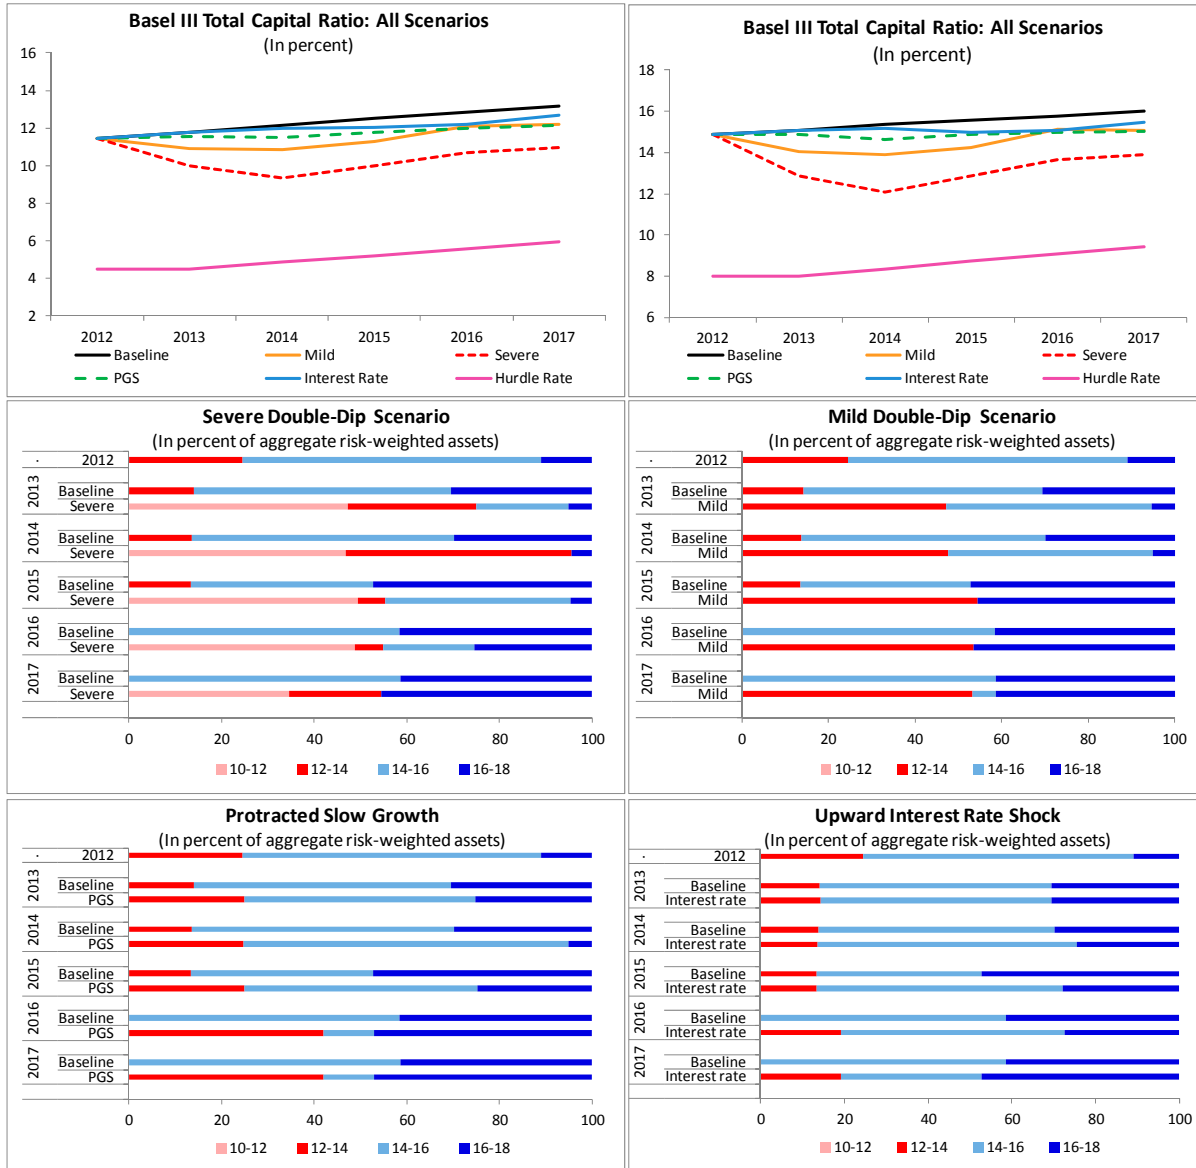 Basel III Total Capital Ratio: All Scenarios
(In percent)
16
14
12
10
8
6
4
2
2012 2013 2014 2015 2016 2017
Baseline Mild Severe
PGS Interest Rate Hurdle Rate
Basel III Total Capital Ratio: All Scenarios
(In percent)
18
16
14
12
10
8
6
2012 2013 2014 2015 2016 2017
Baseline Mild Severe
PGS Interest Rate Hurdle Rate
Severe Double-Dip Scenario
(In percent of aggregate risk-weighted assets)
. 2012
2013
Baseline
Severe
2014
Baseline
Severe
2015
Baseline
Severe
2016
Baseline
Severe
2017
Baseline
Severe
0 20 40 60 80 100
10-12 12-14 14-16 16-18
Mild Double-Dip Scenario
(In percent of aggregate risk-weighted assets)
. 2012
2013
Baseline
Mild
2014
Baseline
Mild
2015
Baseline
Mild
2016
Baseline
Mild
2017
Baseline
Mild
0 20 40 60 80 100
10-12 12-14 14-16 16-18
Protracted Slow Growth
(In percent of aggregate risk-weighted assets)
. 2012
2013
Baseline
PGS
2014
Baseline
PGS
2015
Baseline
PGS
2016
Baseline
PGS
2017
Baseline
PGS
0 20 40 60 80 100
10-12 12-14 14-16 16-18
Upward Interest Rate Shock
(In percent of aggregate risk-weighted assets)
. 2012
2013
Baseline
Interest rate
2014
Baseline
Interest rate
2015
Baseline
Interest rate
2016
Baseline
Interest rate
2017
Baseline
Interest rate
0 20 40 60 80 100
10-12 12-14 14-16 16-18